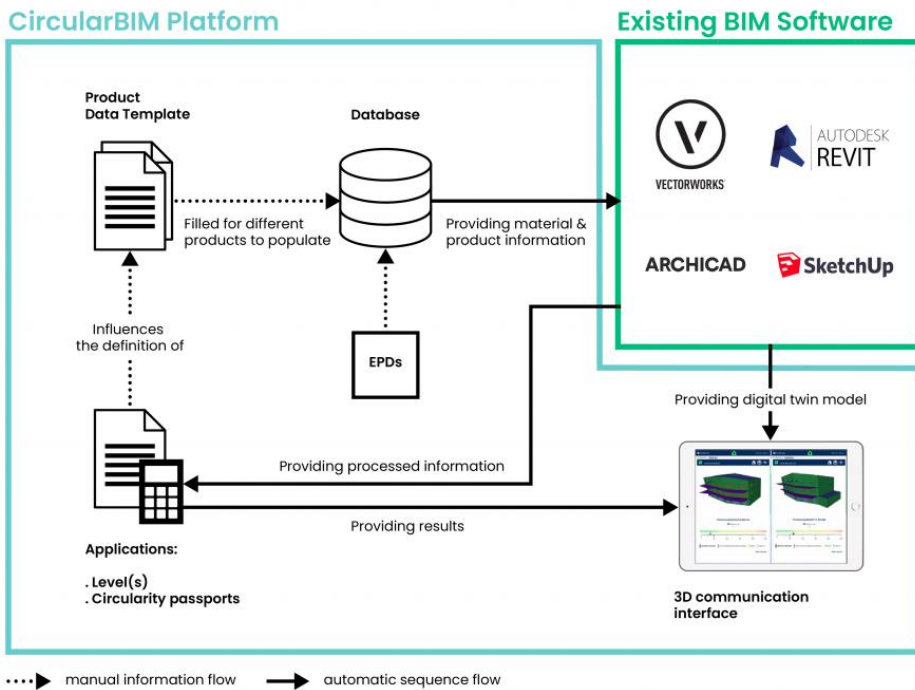 CircularBIM Platform
Existing BIM Software
Product
Data Template
Database
VECTORWORKS
AUTODESK
REVIT
Filled for different
products to populate
Providing material &
product information
ARCHICAD
SketchUp
Influences
the definition of
EPDs
Providing digital twin model
Providing processed information
Providing results
Applications:
. Level(s)
. Circularity passports
3D communication
interface
manual information flow
automatic sequence flow